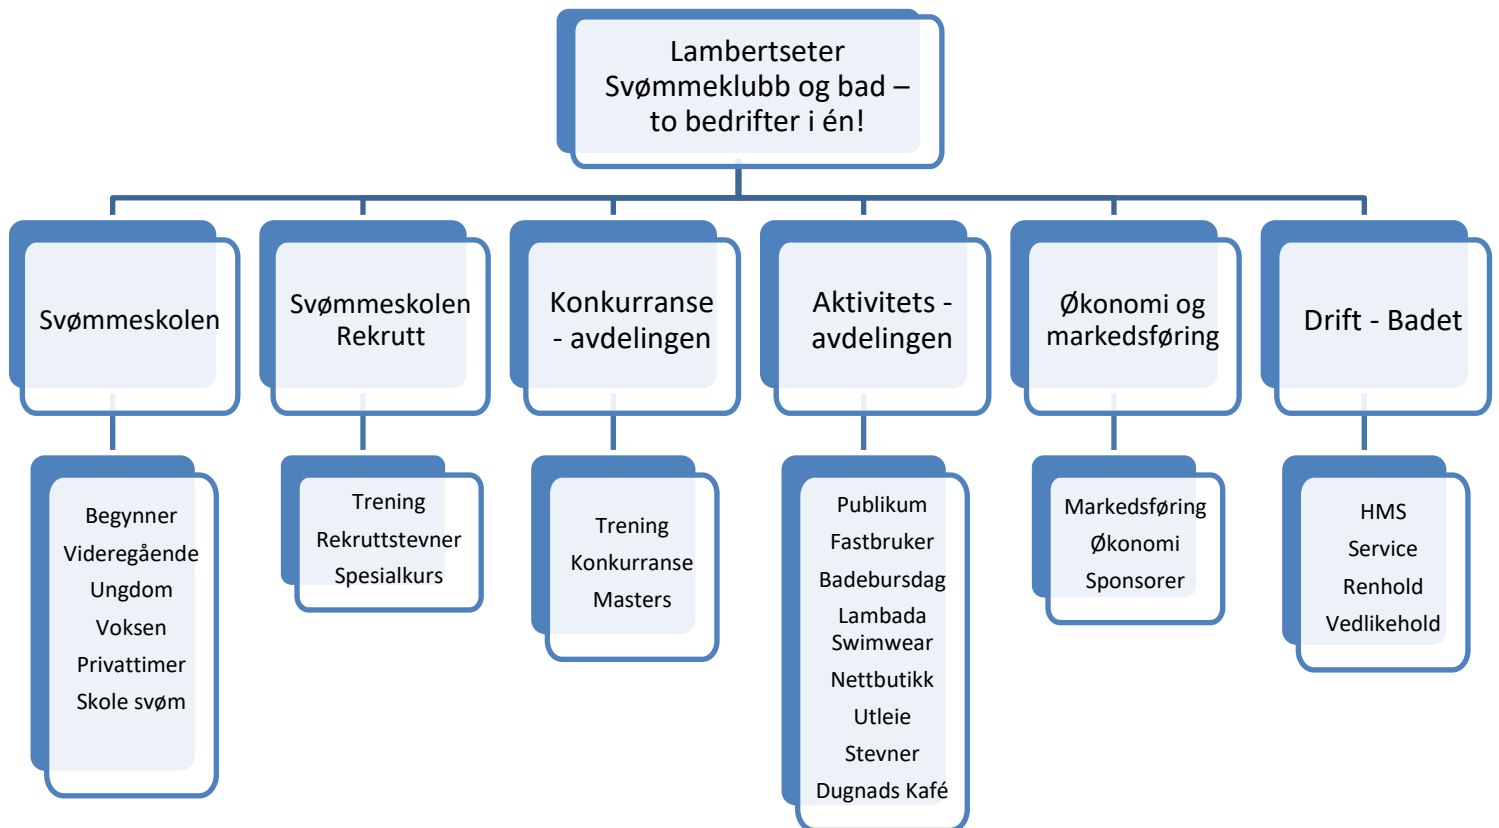 Lambertseter
Svømmeklubb og bad –
to bedrifter i én!
Svømmeskolen
Svømmeskolen
Rekrutt
Konkurranse
- avdelingen
Aktivitets -
avdelingen
Økonomi og
markedsføring
Drift - Badet
Begynner
Videregående
Ungdom
Voksen
Privattimer
Skole svøm
Trening
Rekruttstevner
Spesialkurs
Trening
Konkurranse
Masters
Publikum
Fastbruker
Badebursdag
Lambada
Swimwear
Nettbutikk
Utleie
Stevner
Dugnads Kafé
Markedsføring
Økonomi
Sponsorer
HMS
Service
Renhold
Vedlikehold